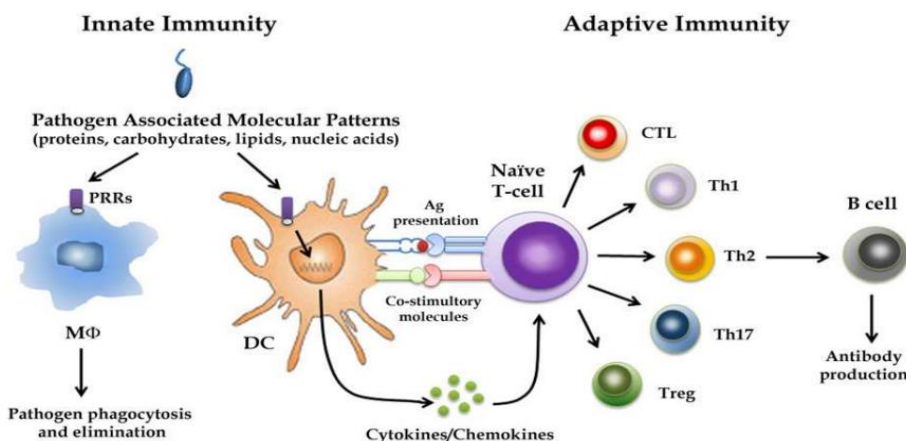 Innate Immunity
Adaptive Immunity
Pathogen Associated Molecular Patterns
(proteins, carbohydrates, lipids, nucleic acids)
PRRs
MΦ
Pathogen phagocytosis
and elimination
DC
Ag
presentation
Co-stimultory
molecules
Cytokines/Chemokines
Naïve
T-cell
CTL
Th1
Th2
Th17
Treg
B cell
Antibody
production